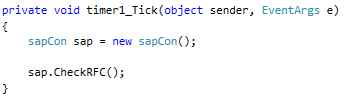 private void timer1_Tick(object sender, EventArgs e)
{
    sapCon sap = new sapCon();

    sap.CheckRFC();
}